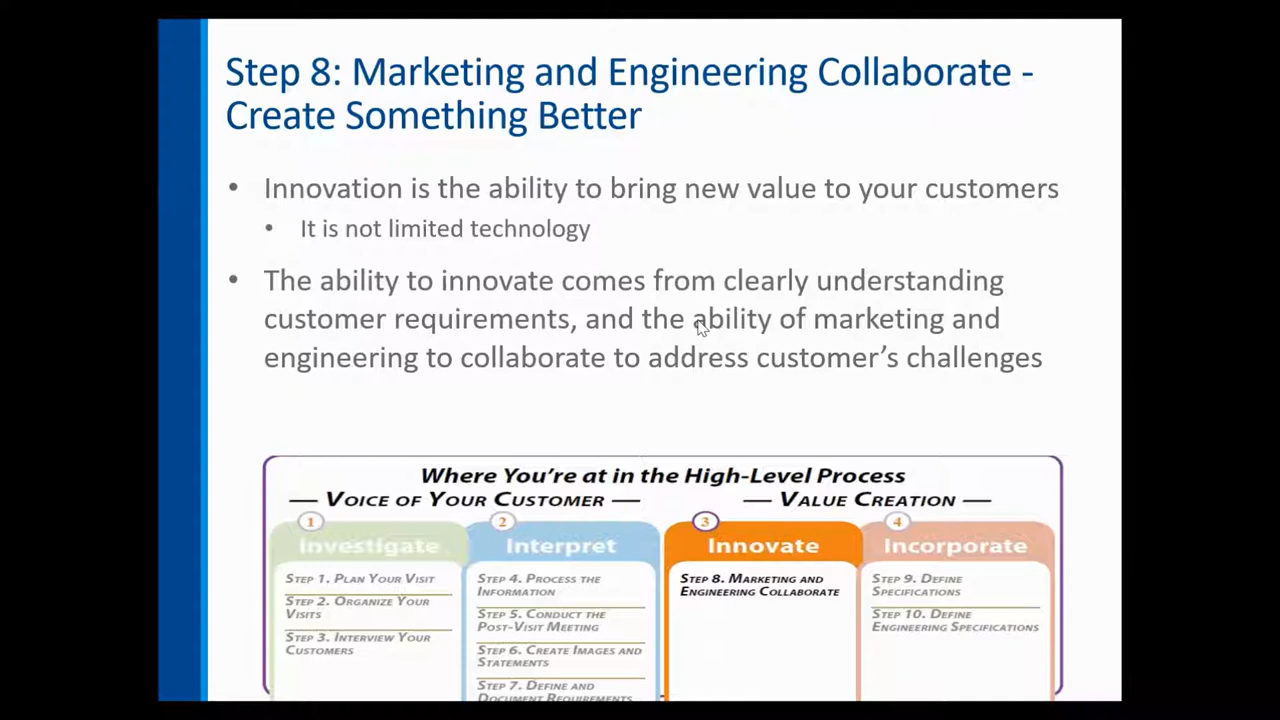 Step 8: Marketing and Engineering Collaborate -
Create Something Better
• Innovation is the ability to bring new value to your customers
• It is not limited technology
• The ability to innovate comes from clearly understanding
customer requirements, and the ability of marketing and
engineering to collaborate to address customer’s challenges
Where You’re at in the High-Level Process
— VOICE OF YOUR CUSTOMER —
— VALUE CREATION —
1
Investigate
STEP 1. PLAN YOUR VISIT
STEP 2. ORGANIZE YOUR
VISITS
STEP 3. INTERVIEW YOUR
CUSTOMERS
2
Interpret
STEP 4. PROCESS THE
INFORMATION
STEP 5. CONDUCT THE
POST-VISIT MEETING
STEP 6. CREATE IMAGES AND
STATEMENTS
STEP 7. DEFINE AND
DOCUMENT REQUIREMENTS
3
Innovate
STEP 8. MARKETING AND
ENGINEERING COLLABORATE
4
Incorporate
STEP 9. DEFINE
SPECIFICATIONS
STEP 10. DEFINE
ENGINEERING SPECIFICATIONS